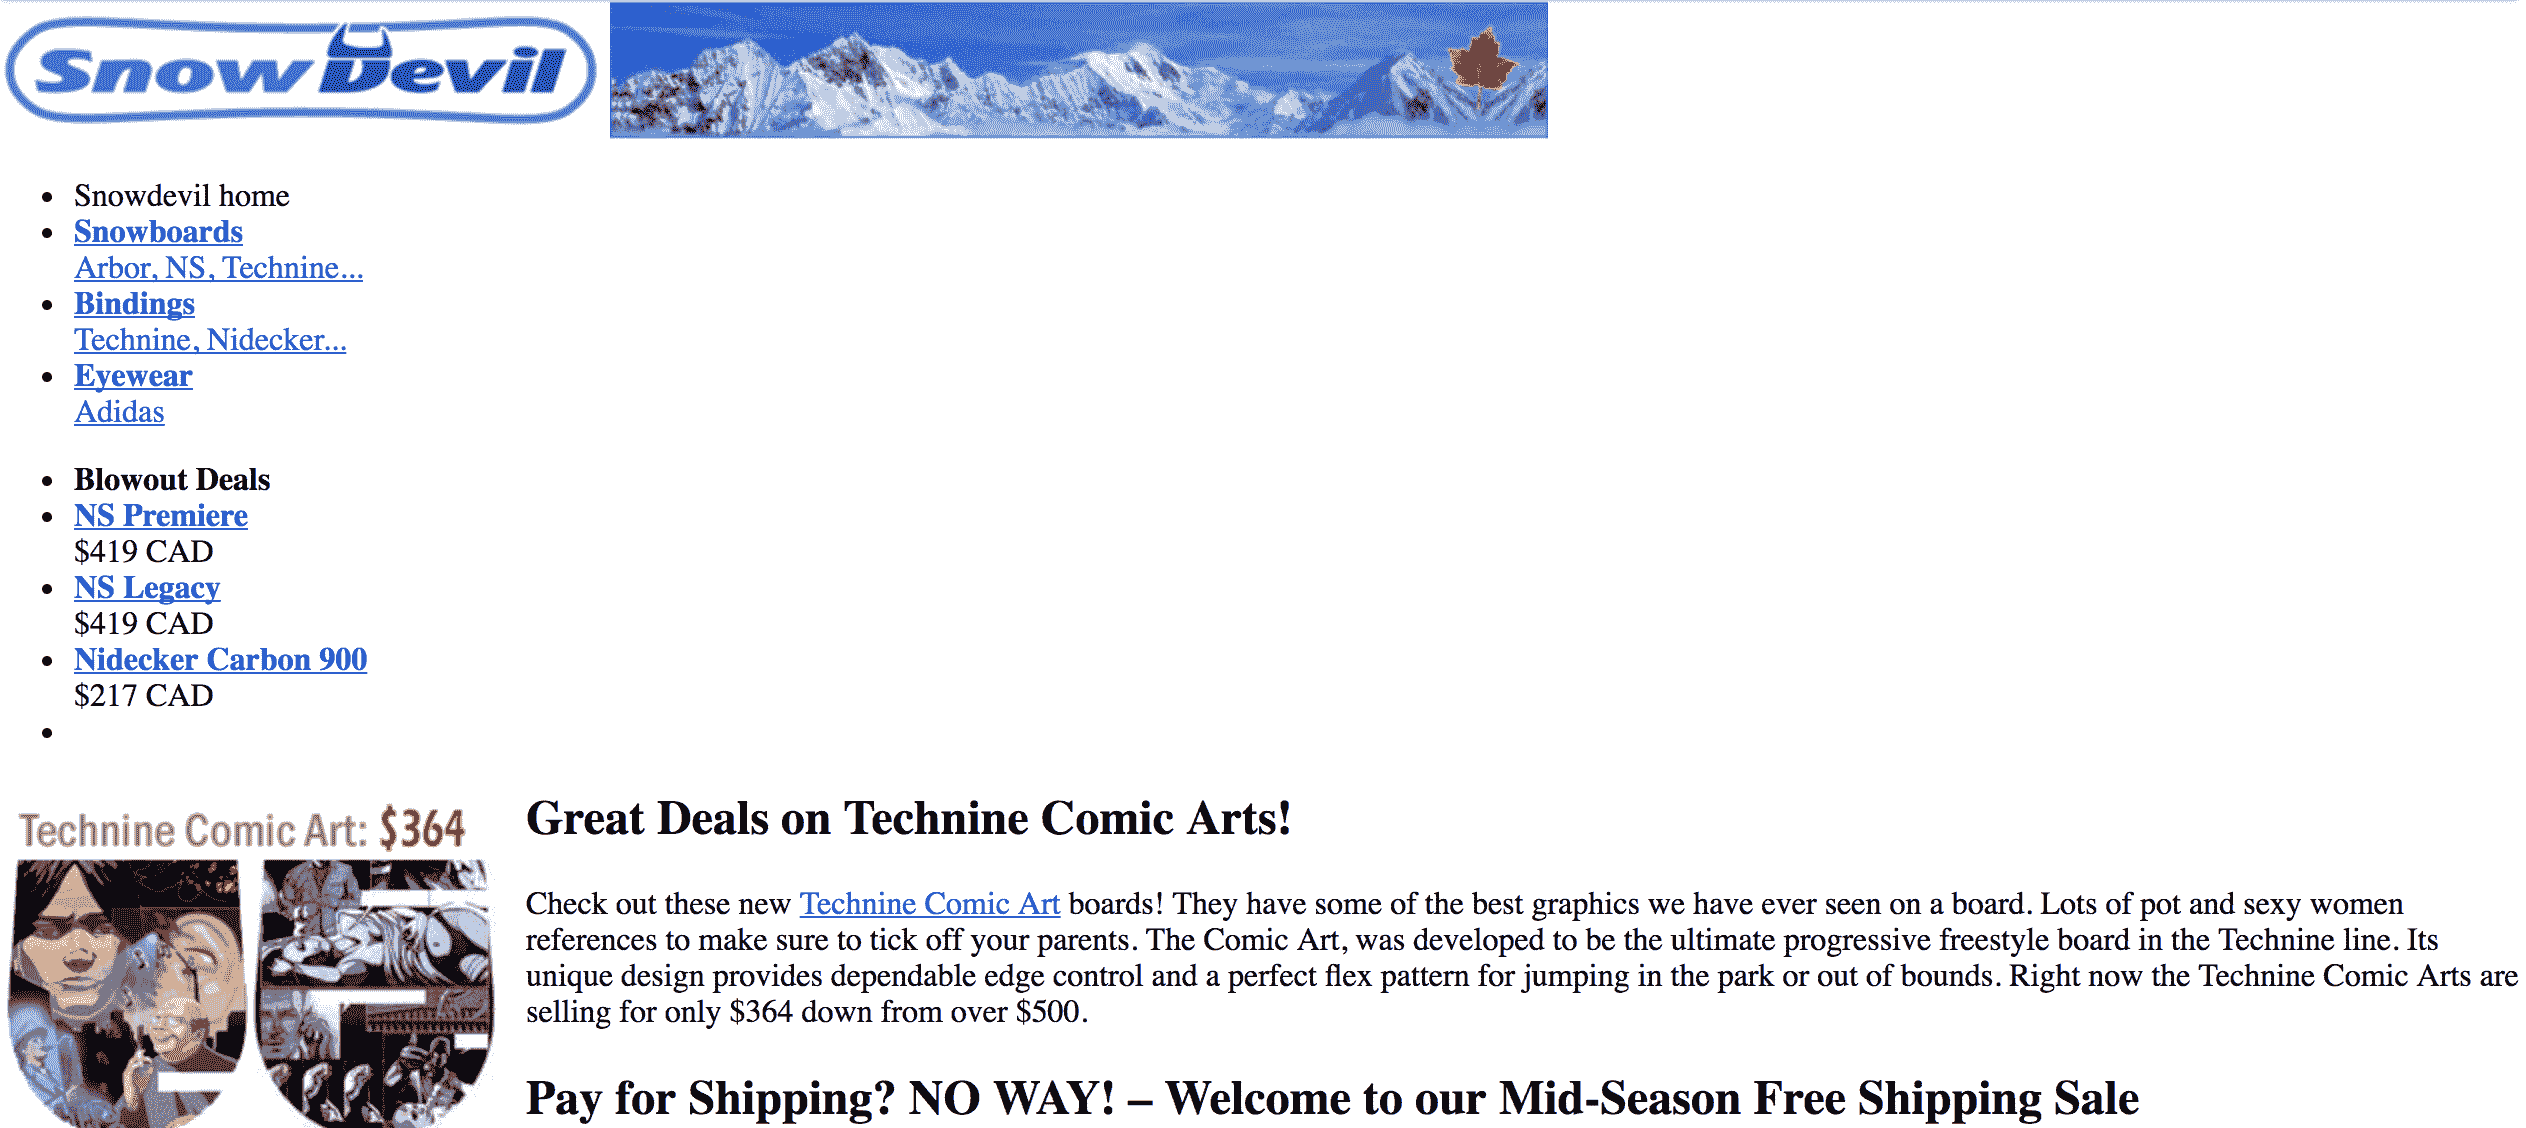 SnowDevil
Snowdevil home
Snowboards
Arbor, NS, Technine...
Bindings
Technine, Nidecker...
Eyewear
Adidas
Blowout Deals
NS Premiere
$419 CAD
NS Legacy
$419 CAD
Nidecker Carbon 900
$217 CAD
Technine Comic Art: $364
Great Deals on Technine Comic Arts!
Check out these new Technine Comic Art boards! They have some of the best graphics we have ever seen on a board. Lots of pot and sexy women
references to make sure to tick off your parents. The Comic Art, was developed to be the ultimate progressive freestyle board in the Technine line. Its
unique design provides dependable edge control and a perfect flex pattern for jumping in the park or out of bounds. Right now the Technine Comic Arts are
selling for only $364 down from over $500.
Pay for Shipping? NO WAY! – Welcome to our Mid-Season Free Shipping Sale